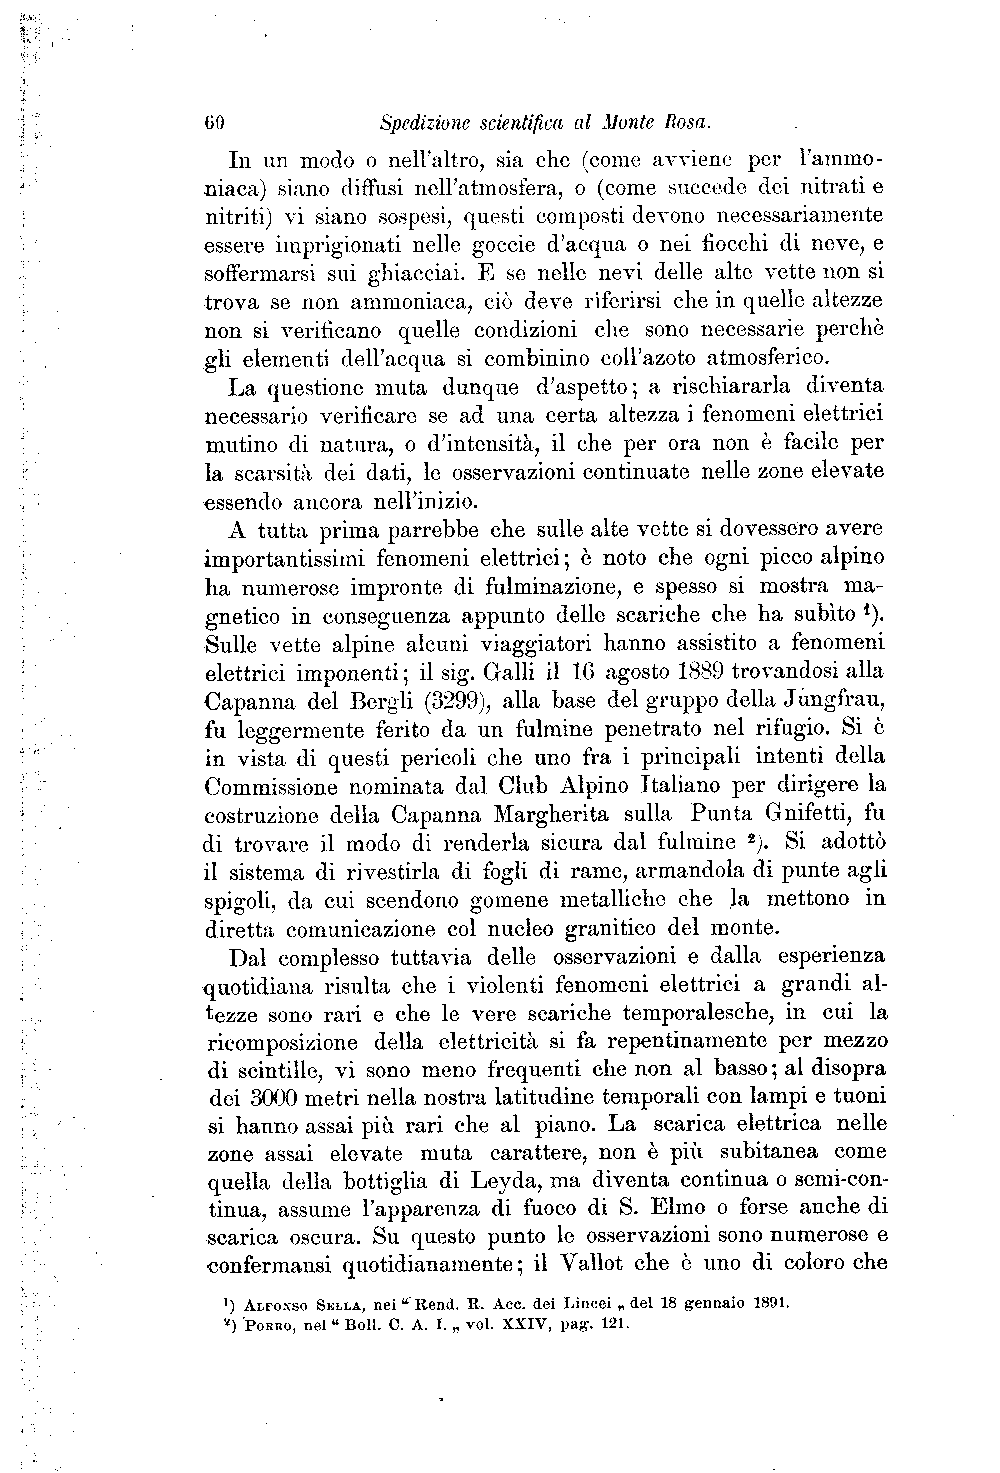 60 Spedizione scientifica al Monte Rosa.
In un modo o nell'altro, sia che (come avviene per l'ammo-
niaca) siano diffusi nell'atmosfera, o (come succede dei nitrati e
nitriti) vi siano sospesi, questi composti devono necessariamente
essere imprigionati nelle goccie d'acqua o nei fiocchi di neve, e
soffermarsi sui ghiacciai. E se nelle nevi delle alte vette non si
trova se non ammoniaca, ciò deve riferirsi che in quelle altezze
non si verificano quelle condizioni che sono necessarie perchè
gli elementi dell'acqua si combinino coll'azoto atmosferico.
La questione muta dunque d'aspetto; a rischiararla diventa
necessario verificare se ad una certa altezza i fenomeni elettrici
mutino di natura, o d'intensità, il che per ora non è facile per
la scarsità dei dati, le osservazioni continuate nelle zone elevate
essendo ancora nell'inizio.
A tutta prima parrebbe che sulle alte vette si dovessero avere
importantissimi fenomeni elettrici; è noto che ogni picco alpino
ha numerose impronte di fulminazione, e spesso si mostra ma-
gnetico in conseguenza appunto delle scariche che ha subìto ¹).
Sulle vette alpine alcuni viaggiatori hanno assistito a fenomeni
elettrici imponenti; il sig. Galli il 16 agosto 1889 trovandosi alla
Capanna del Bergli (3299), alla base del gruppo della Jungfrau,
fu leggermente ferito da un fulmine penetrato nel rifugio. Si è
in vista di questi pericoli che uno fra i principali intenti della
Commissione nominata dal Club Alpino Italiano per dirigere la
costruzione della Capanna Margherita sulla Punta Gnifetti, fu
di trovare il modo di renderla sicura dal fulmine ²). Si adottò
il sistema di rivestirla di fogli di rame, armandola di punte agli
spigoli, da cui scendono gomene metalliche che la mettono in
diretta comunicazione col nucleo granitico del monte.
Dal complesso tuttavia delle osservazioni e dalla esperienza
quotidiana risulta che i violenti fenomeni elettrici a grandi al-
tezze sono rari e che le vere scariche temporalesche, in cui la
ricomposizione della elettricità si fa repentinamente per mezzo
di scintille, vi sono meno frequenti che non al basso; al disopra
dei 3000 metri nella nostra latitudine temporali con lampi e tuoni
si hanno assai più rari che al piano. La scarica elettrica nelle
zone assai elevate muta carattere, non è più subitanea come
quella della bottiglia di Leyda, ma diventa continua o semi-con-
tinua, assume l'apparenza di fuoco di S. Elmo o forse anche di
scarica oscura. Su questo punto le osservazioni sono numerose e
confermansi quotidianamente; il Vallot che è uno di coloro che
¹) Alfonso Sella, nei “ Rend. R. Acc. dei Lincei „ del 18 gennaio 1891.
²) Porro, nel “ Boll. C. A. I. „ vol. XXIV, pag. 121.